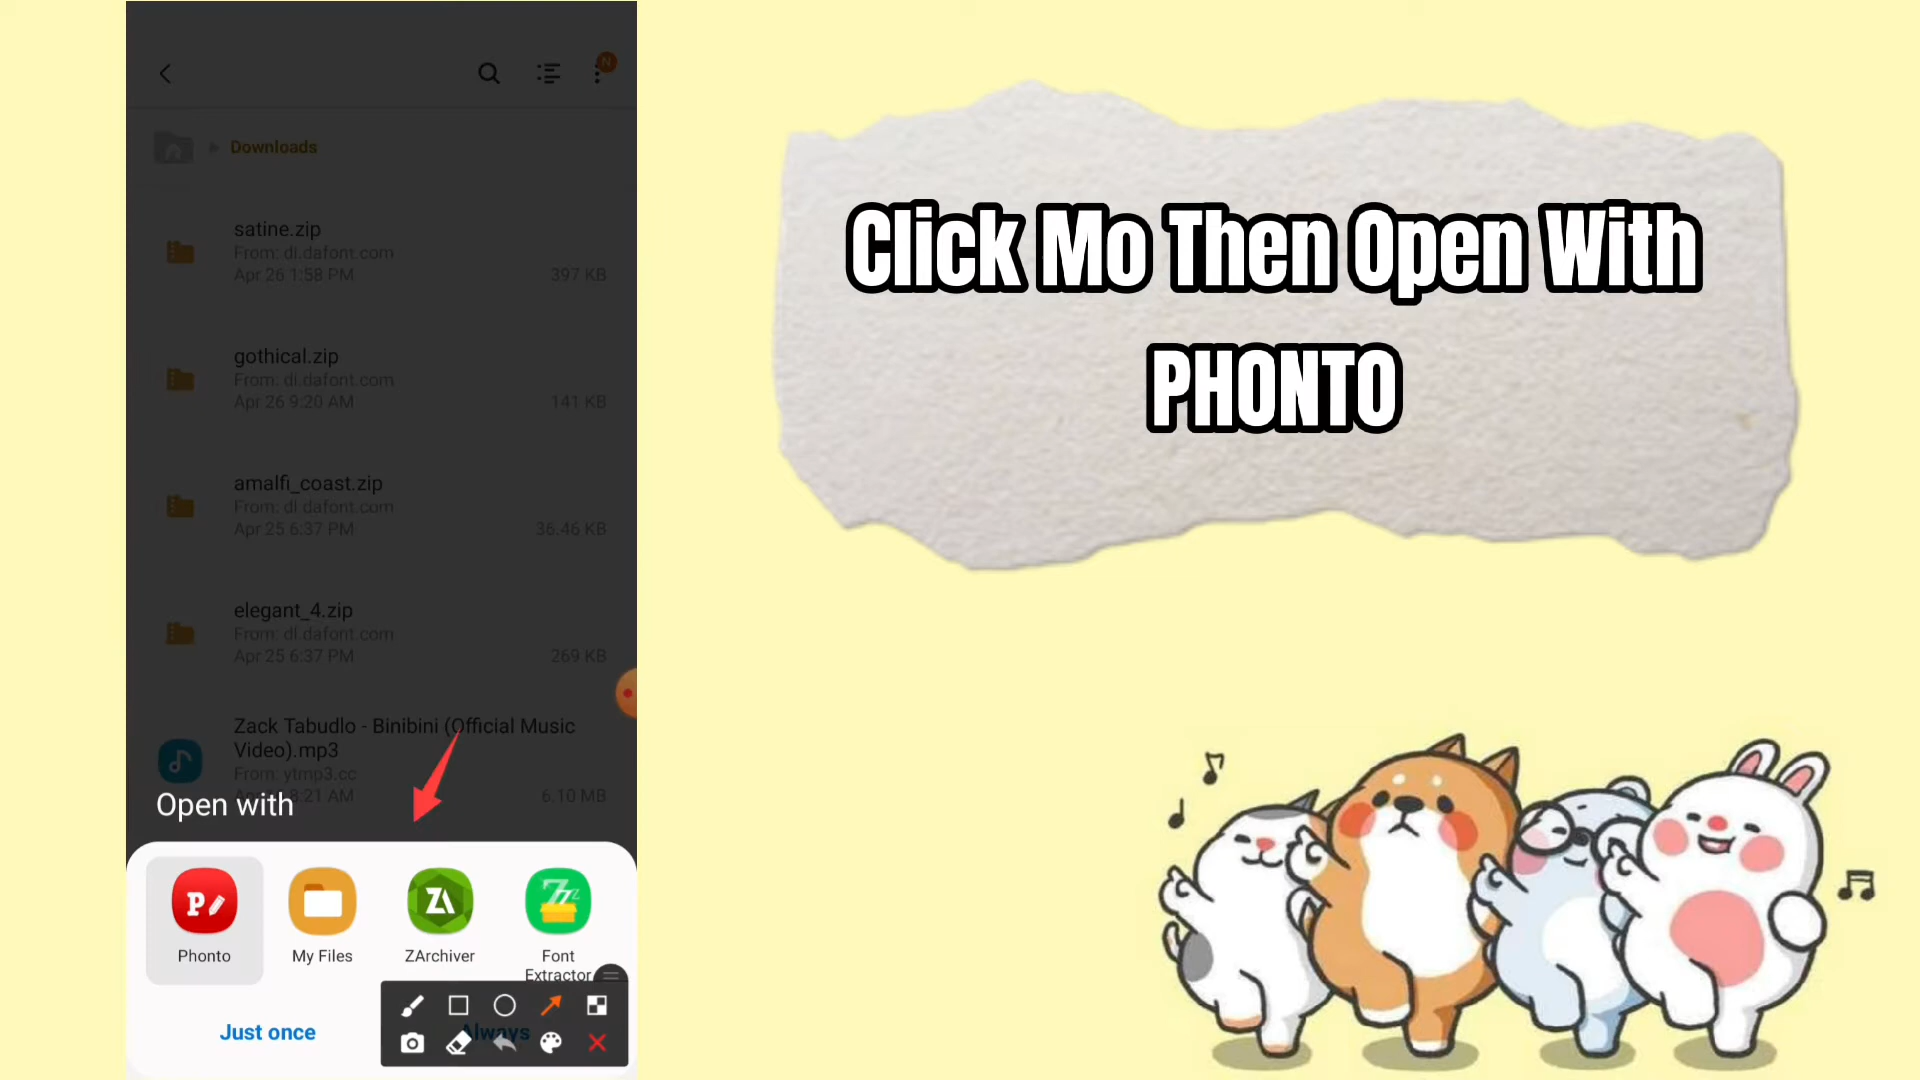 N
Downloads
satine.zip
From: dl.dafont.com
Apr 26 1:58 PM
397 KB
gothical.zip
From: dl.dafont.com
Apr 26 9:20 AM
141 KB
amalfi_coast.zip
From: dl.dafont.com
Apr 25 6:37 PM
36.46 KB
elegant_4.zip
From: dl.dafont.com
Apr 25 6:37 PM
269 KB
Zack Tabudlo - Binibini (Official Music
Video).mp3
From: ytmp3.cc
8:21 AM
6.10 MB
Open with
Phonto
My Files
ZArchiver
Font
Extractor
Just once
Always
Click Mo Then Open With
PHONTO